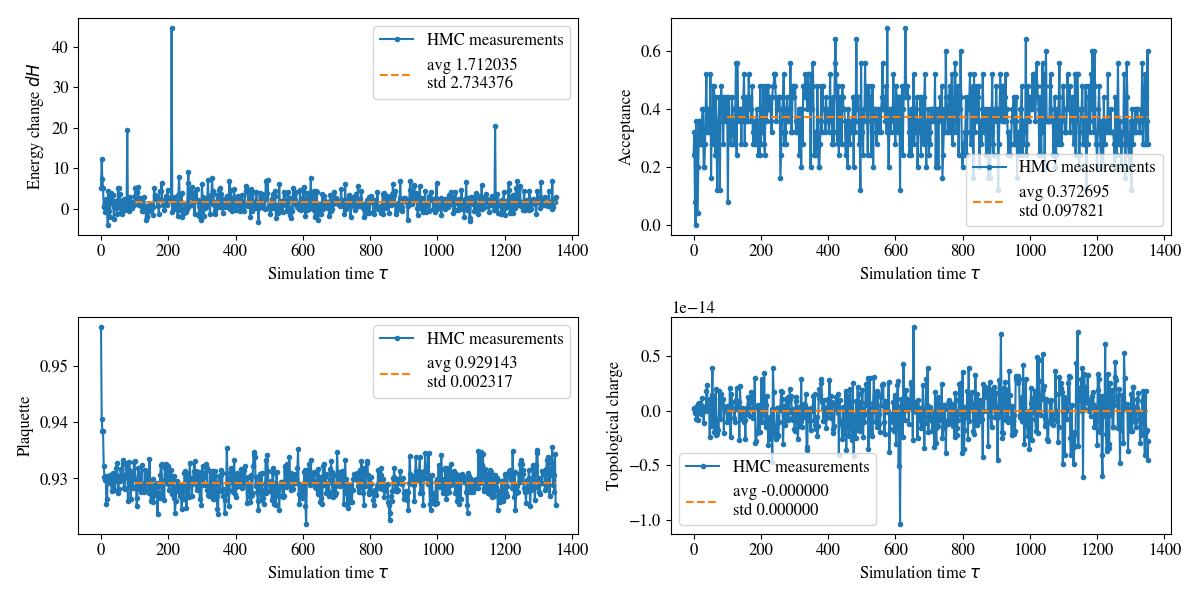 40
30
20
10
0
Energy change dH
HMC measurements
avg 1.712035
std 2.734376
0
200
400
600
800
1000
1200
1400
Simulation time τ
0.6
0.4
0.2
0.0
Acceptance
HMC measurements
avg 0.372695
std 0.097821
0
200
400
600
800
1000
1200
1400
Simulation time τ
0.95
0.94
0.93
Plaquette
HMC measurements
avg 0.929143
std 0.002317
0
200
400
600
800
1000
1200
1400
Simulation time τ
1e−14
0.5
0.0
−0.5
−1.0
Topological charge
HMC measurements
avg -0.000000
std 0.000000
0
200
400
600
800
1000
1200
1400
Simulation time τ